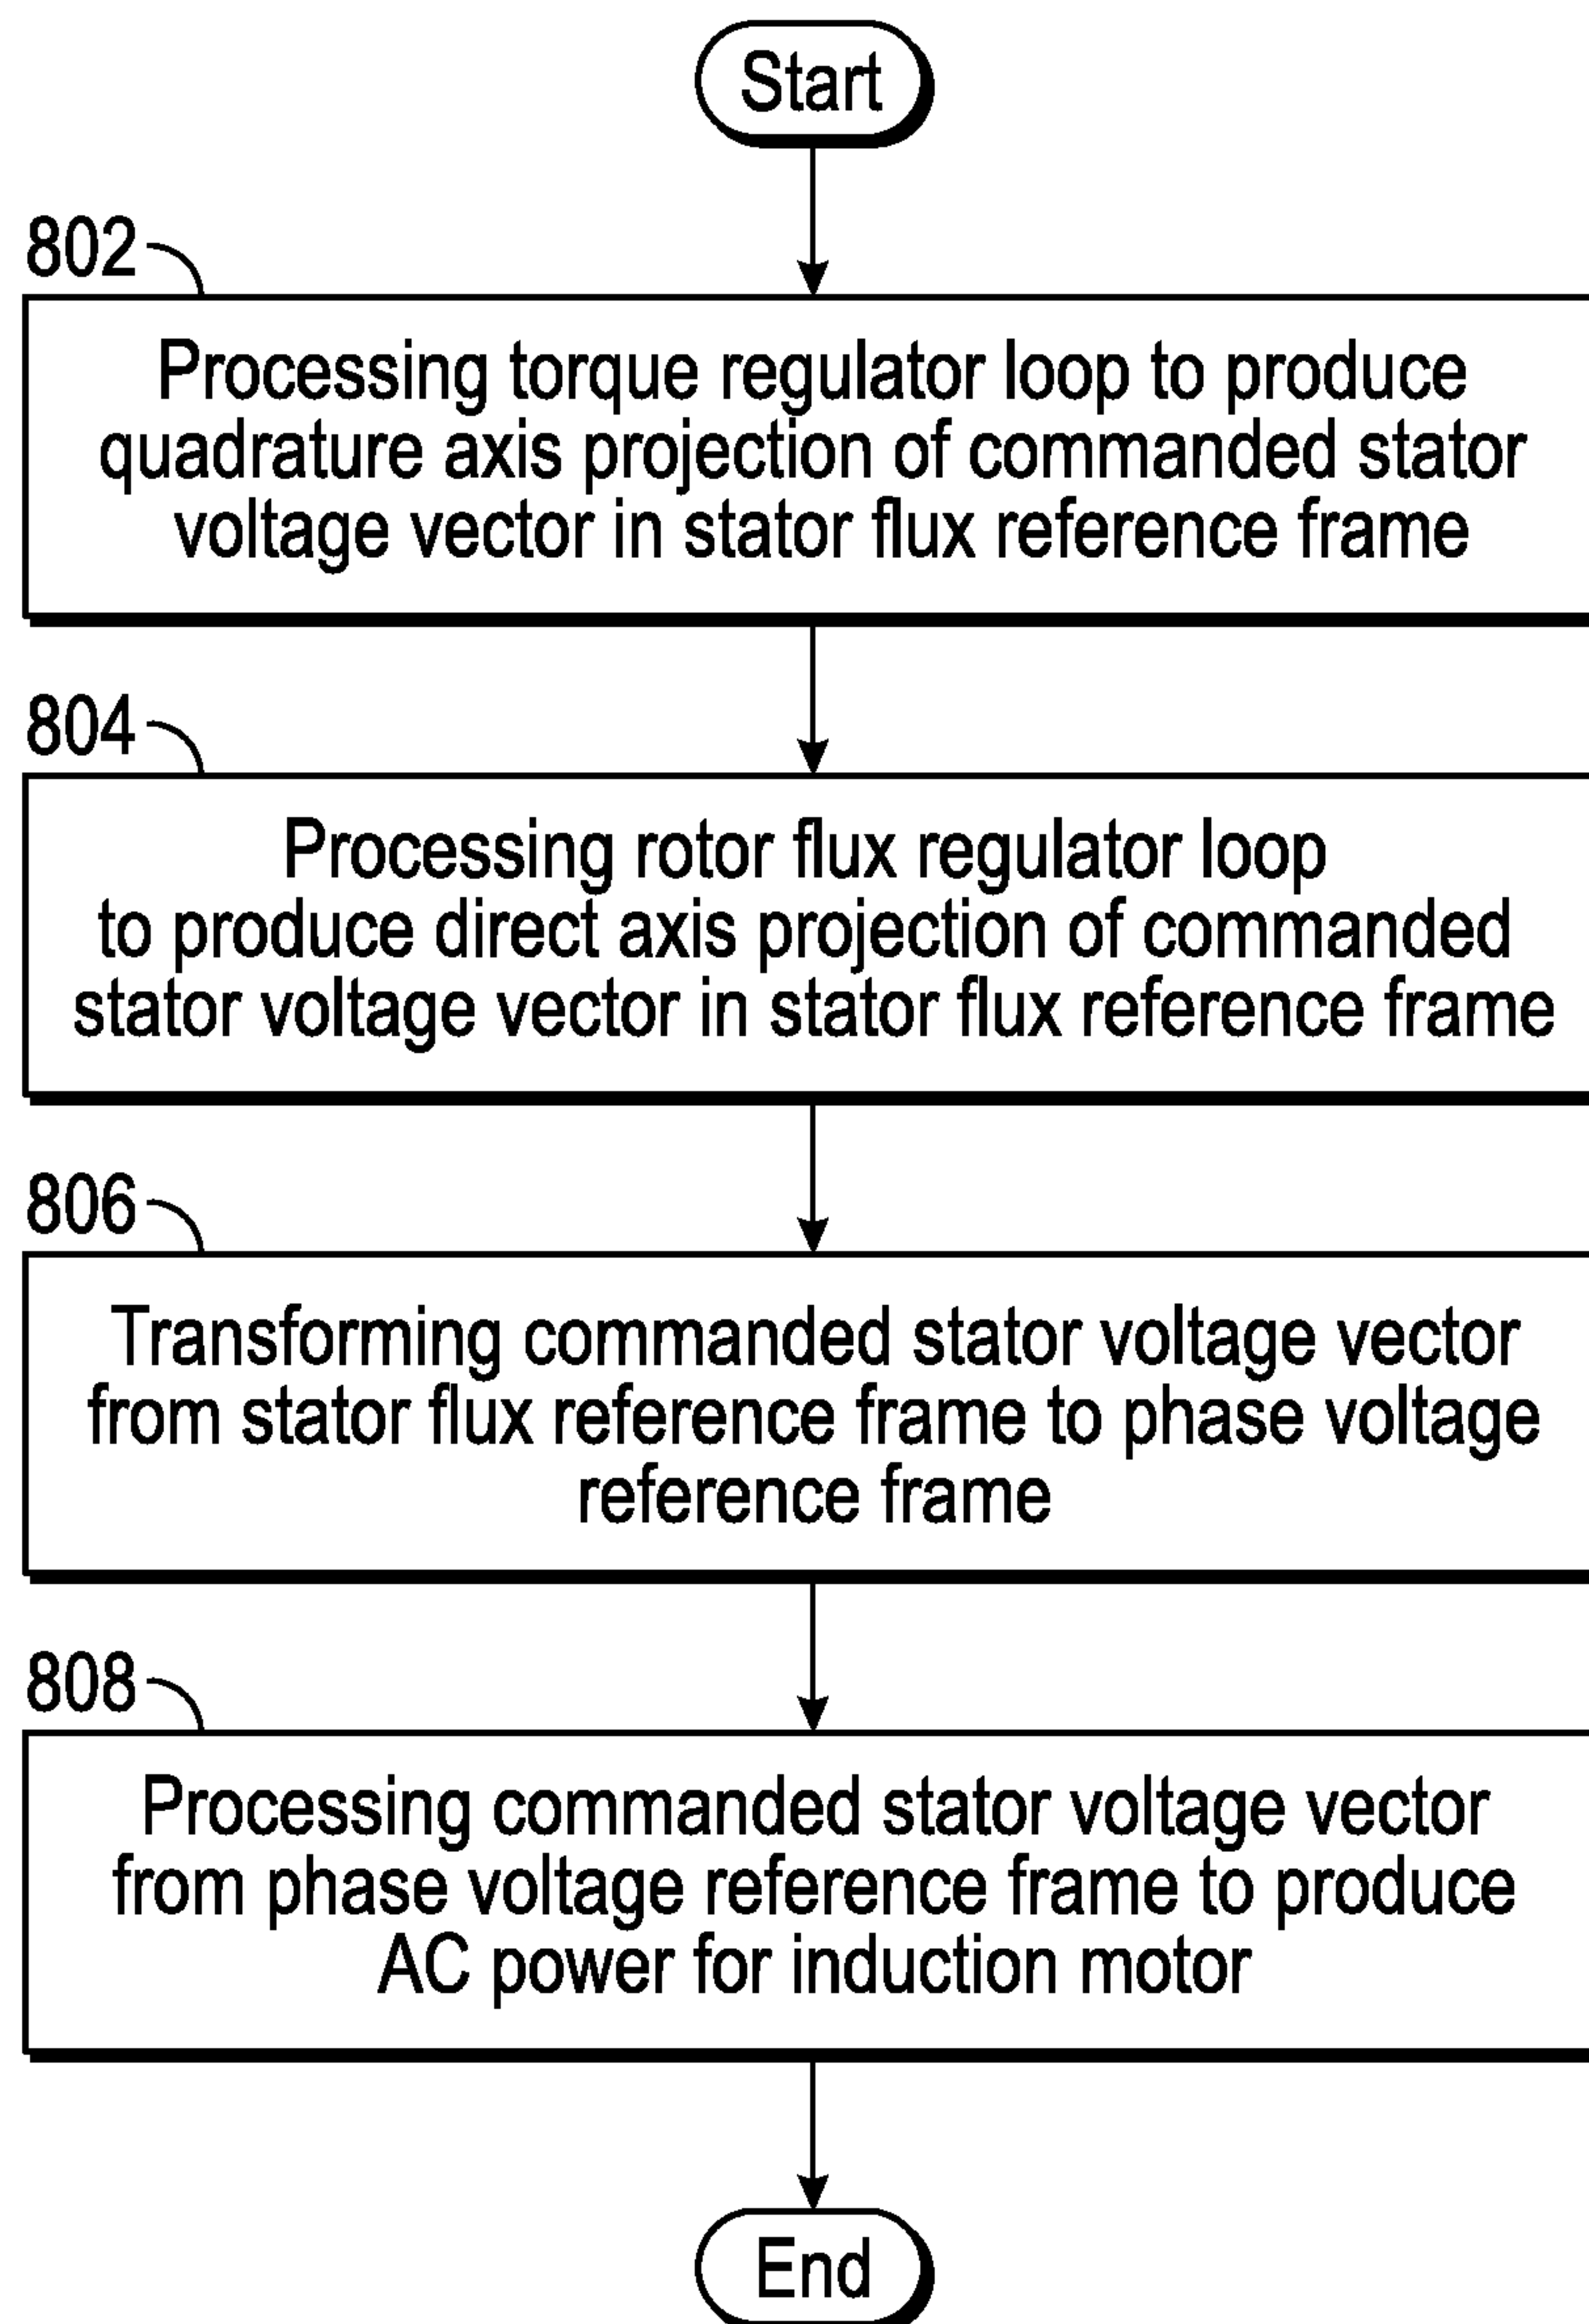 Start
802
Processing torque regulator loop to produce
quadrature axis projection of commanded stator
voltage vector in stator flux reference frame
804
Processing rotor flux regulator loop
to produce direct axis projection of commanded
stator voltage vector in stator flux reference frame
806
Transforming commanded stator voltage vector
from stator flux reference frame to phase voltage
reference frame
808
Processing commanded stator voltage vector
from phase voltage reference frame to produce
AC power for induction motor
End